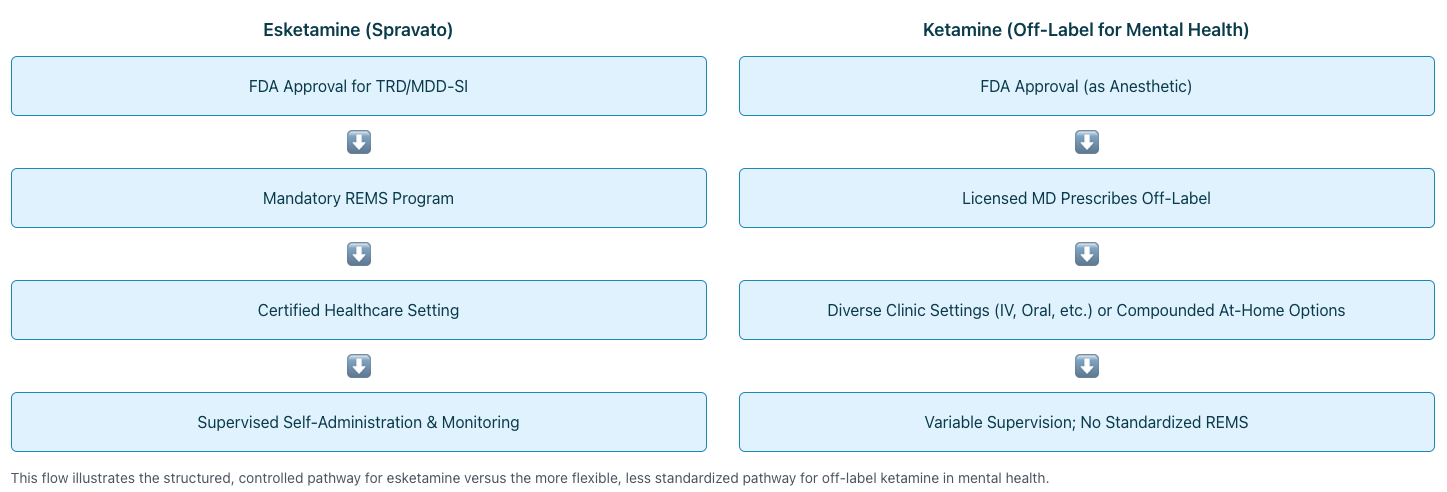 Esketamine (Spravato)
FDA Approval for TRD/MDD-SI
Mandatory REMS Program
Certified Healthcare Setting
Supervised Self-Administration & Monitoring
Ketamine (Off-Label for Mental Health)
FDA Approval (as Anesthetic)
Licensed MD Prescribes Off-Label
Diverse Clinic Settings (IV, Oral, etc.) or Compounded At-Home Options
Variable Supervision; No Standardized REMS
This flow illustrates the structured, controlled pathway for esketamine versus the more flexible, less standardized pathway for off-label ketamine in mental health.